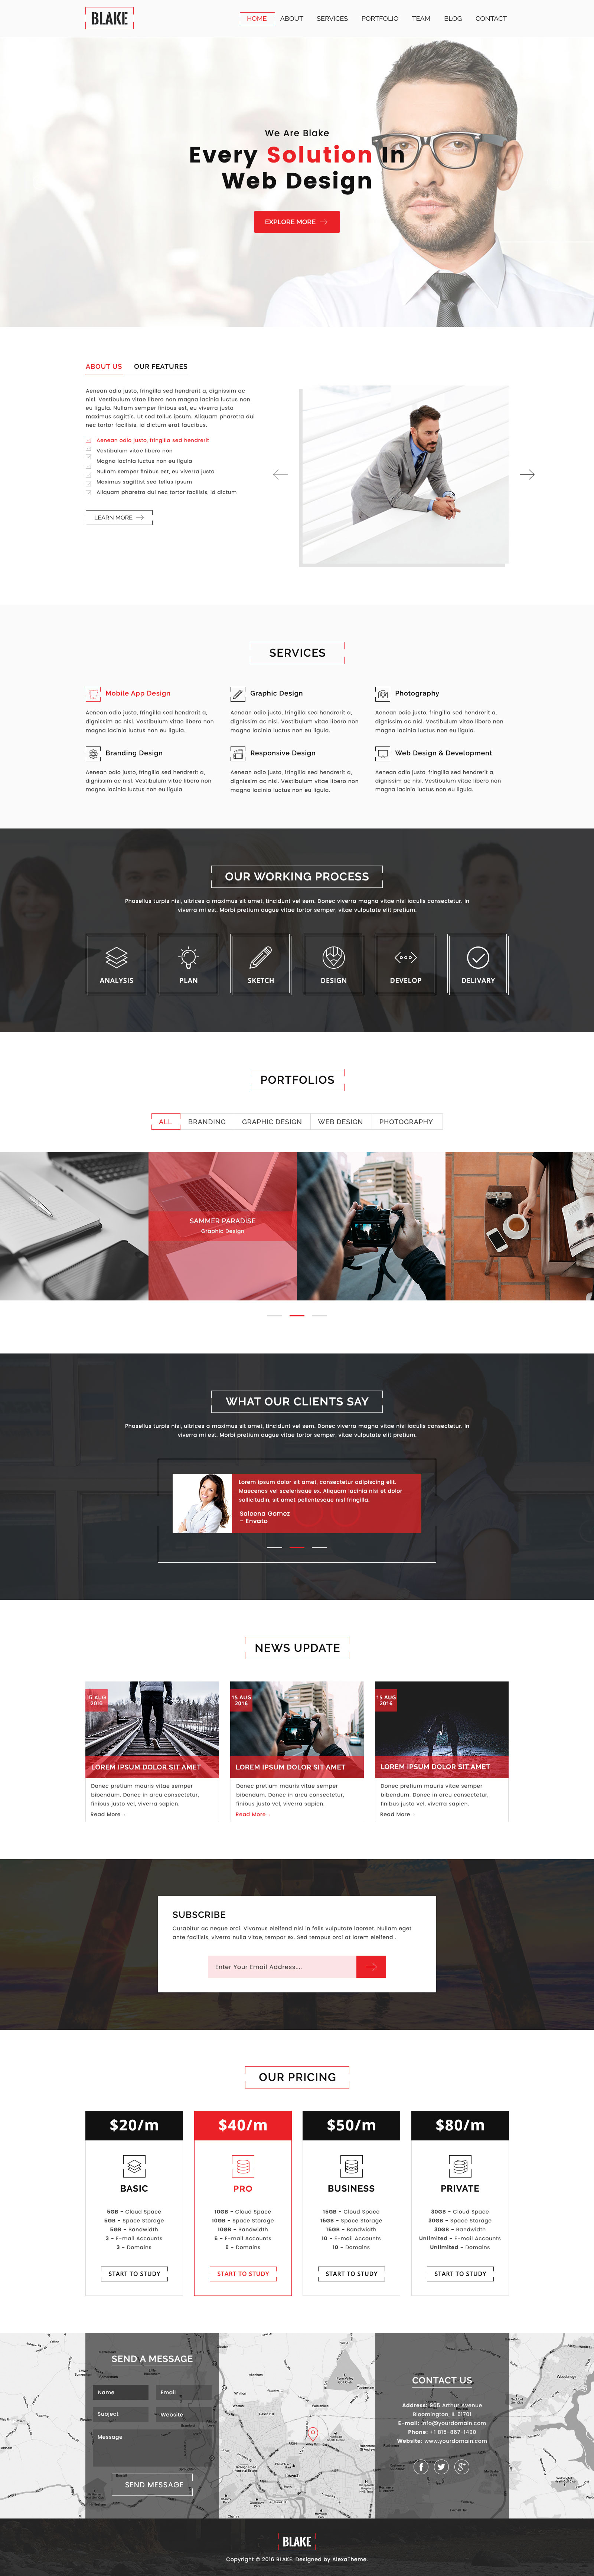 BLAKE
HOME ABOUT SERVICES PORTFOLIO TEAM BLOG CONTACT
We Are Blake
Every Solution In
Web Design
EXPLORE MORE
ABOUT US OUR FEATURES
Aenean odio justo, fringilla sed hendrerit a, dignissim ac
nisl. Vestibulum vitae libero non magna lacinia luctus non
eu ligula. Nullam semper finibus est, eu viverra justo
maximus sagittis. Ut sed tellus ipsum. Aliquam pharetra dui
nec tortor facilisis, id dictum erat faucibus.
Aenean odio justo, fringilla sed hendrerit
Vestibulum vitae libero non
Magna lacinia luctus non eu ligula
Nullam semper finibus est, eu viverra justo
Maximus sagittist sed tellus ipsum
Aliquam pharetra dui nec tortor facilisis, id dictum
LEARN MORE
SERVICES
Mobile App Design
Aenean odio justo, fringilla sed hendrerit a,
dignissim ac nisl. Vestibulum vitae libero non
magna lacinia luctus non eu ligula.
Graphic Design
Aenean odio justo, fringilla sed hendrerit a,
dignissim ac nisl. Vestibulum vitae libero non
magna lacinia luctus non eu ligula.
Photography
Aenean odio justo, fringilla sed hendrerit a,
dignissim ac nisl. Vestibulum vitae libero non
magna lacinia luctus non eu ligula.
Branding Design
Aenean odio justo, fringilla sed hendrerit a,
dignissim ac nisl. Vestibulum vitae libero non
magna lacinia luctus non eu ligula.
Responsive Design
Aenean odio justo, fringilla sed hendrerit a,
dignissim ac nisl. Vestibulum vitae libero non
magna lacinia luctus non eu ligula.
Web Design & Development
Aenean odio justo, fringilla sed hendrerit a,
dignissim ac nisl. Vestibulum vitae libero non
magna lacinia luctus non eu ligula.
OUR WORKING PROCESS
Phasellus turpis nisl, ultrices a maximus sit amet, tincidunt vel sem. Donec viverra magna vitae nisl iaculis consectetur. In
viverra mi est. Morbi pretium augue vitae tortor semper, vitae vulputate elit pretium.
ANALYSIS PLAN SKETCH DESIGN DEVELOP DELIVARY
PORTFOLIOS
ALL BRANDING GRAPHIC DESIGN WEB DESIGN PHOTOGRAPHY
SAMMER PARADISE
Graphic Design
WHAT OUR CLIENTS SAY
Phasellus turpis nisl, ultrices a maximus sit amet, tincidunt vel sem. Donec viverra magna vitae nisl iaculis consectetur. In
viverra mi est. Morbi pretium augue vitae tortor semper, vitae vulputate elit pretium.
Lorem ipsum dolor sit amet, consectetur adipiscing elit.
Maecenas vel scelerisque ex. Aliquam lacinia nisi et dolor
sollicitudin, sit amet pellentesque nisl fringilla.
Saleena Gomez
- Envato
NEWS UPDATE
15 AUG
2016
LOREM IPSUM DOLOR SIT AMET
Donec pretium mauris vitae semper
bibendum. Donec in arcu consectetur,
finibus justo vel, viverra sapien.
Read More
15 AUG
2016
LOREM IPSUM DOLOR SIT AMET
Donec pretium mauris vitae semper
bibendum. Donec in arcu consectetur,
finibus justo vel, viverra sapien.
Read More
15 AUG
2016
LOREM IPSUM DOLOR SIT AMET
Donec pretium mauris vitae semper
bibendum. Donec in arcu consectetur,
finibus justo vel, viverra sapien.
Read More
SUBSCRIBE
Curabitur ac neque orci. Vivamus eleifend nisl in felis vulputate laoreet. Nullam eget
ante facilisis, viverra nulla vitae, tempor ex. Sed tempus orci at lorem eleifend .
Enter Your Email Address....
OUR PRICING
$20/m
BASIC
5GB - Cloud Space
5GB - Space Storage
5GB - Bandwidth
3 - E-mail Accounts
3 - Domains
START TO STUDY
$40/m
PRO
10GB - Cloud Space
10GB - Space Storage
10GB - Bandwidth
5 - E-mail Accounts
5 - Domains
START TO STUDY
$50/m
BUSINESS
15GB - Cloud Space
15GB - Space Storage
15GB - Bandwidth
10 - E-mail Accounts
10 - Domains
START TO STUDY
$80/m
PRIVATE
30GB - Cloud Space
30GB - Space Storage
30GB - Bandwidth
Unlimited - E-mail Accounts
Unlimited - Domains
START TO STUDY
SEND A MESSAGE
Name Email
Subject Website
Message
SEND MESSAGE
CONTACT US
Address: 985 Arthur Avenue
Bloomington, IL 61701
E-mail: info@yourdomain.com
Phone: +1 815-867-1490
Website: www.yourdomain.com
BLAKE
Copyright © 2016 BLAKE. Designed by AlexaTheme.